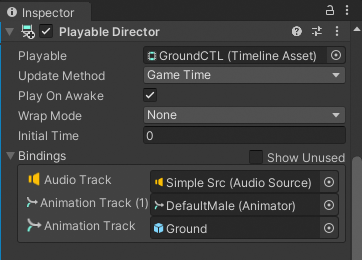 Inspector
Playable Director
Playable GroundCTL (Timeline Asset)
Update Method Game Time
Play On Awake
Wrap Mode None
Initial Time 0
Bindings Show Unused
Audio Track Simple Src (Audio Source)
Animation Track (1) DefaultMale (Animator)
Animation Track Ground